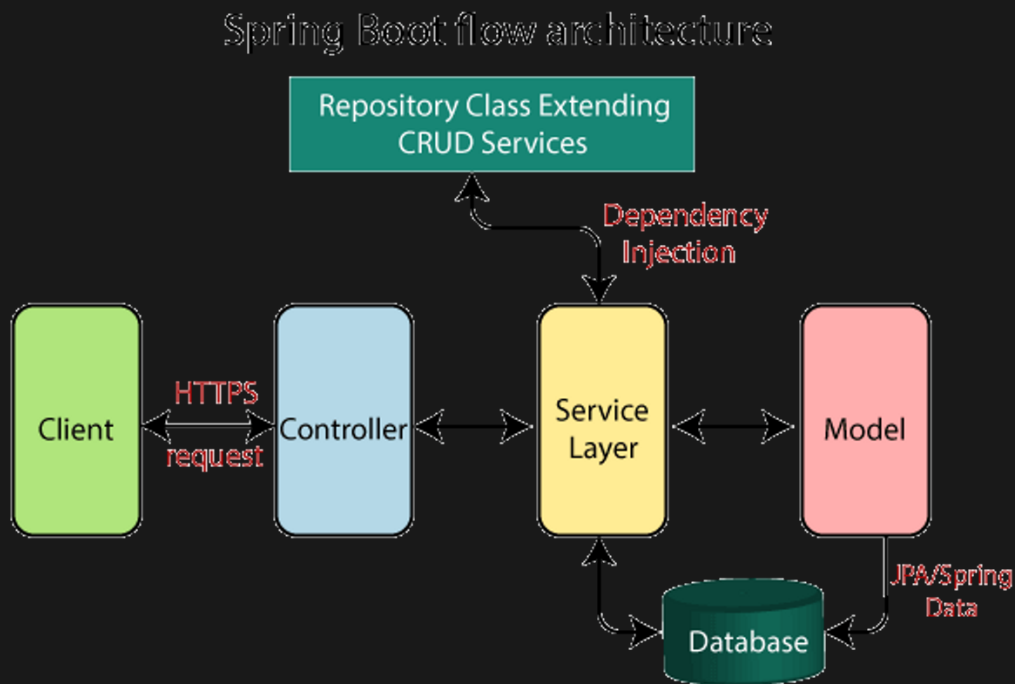 Spring Boot flow architecture
Repository Class Extending
CRUD Services
Dependency
Injection
Client
HTTPS
request
Controller
Service
Layer
Model
JPA/Spring
Data
Database